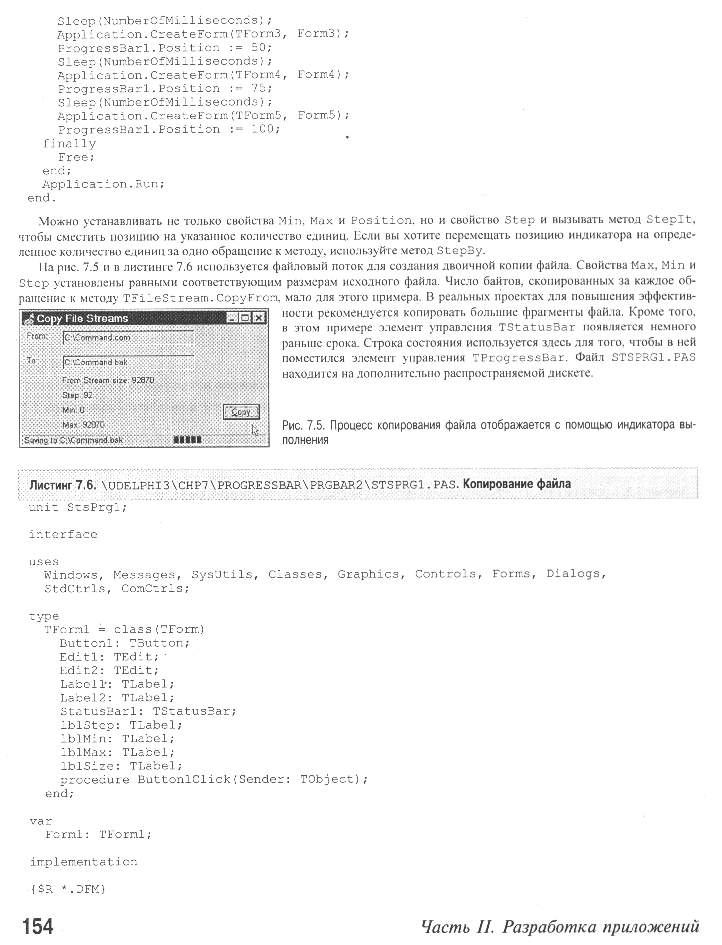 Sleep(NumberOfMilliseconds);
Application.CreateForm(TForm3, Form3);
ProgressBar1.Position := 50;
Sleep(NumberOfMilliseconds);
Application.CreateForm(TForm4, Form4);
ProgressBar1.Position := 75;
Sleep(NumberOfMilliseconds);
Application.CreateForm(TForm5, Form5);
ProgressBar1.Position := 100;
finally
Free;
end;
Application.Run;
end.
Можно устанавливать не только свойства Min, Max и Position, но и свойство Step и вызывать метод StepIt,
чтобы сместить позицию на указанное количество единиц. Если вы хотите перемещать позицию индикатора на опреде-
ленное количество единиц за одно обращение к методу, используйте метод StepBy.
На рис. 7.5 и в листинге 7.6 используется файловый поток для создания двоичной копии файла. Свойства Max, Min и
Step установлены равными соответствующим размерам исходного файла. Число байтов, скопированных за каждое об-
ращение к методу TFileStream.CopyFrom, мало для этого примера. В реальных проектах для повышения эффектив-
ности рекомендуется копировать большие фрагменты файла. Кроме того,
в этом примере элемент управления TStatusBar появляется немного
раньше срока. Строка состояния используется здесь для того, чтобы в ней
поместился элемент управления TProgressBar. Файл STSPRG1.PAS
находится на дополнительно распространяемой дискете.
Copy File Streams
From: C:\Command.com
To: C:\Command.bak
From Stream size: 92870
Step: 92
Min: 0
Max: 92870
Copy
Saving to C:\Command.bak
Рис. 7.5. Процесс копирования файла отображается с помощью индикатора вы-
полнения
Листинг 7.6. \UDELPHI3\CHP7\PROGRESSBAR\PRGBAR2\STSPRG1.PAS. Копирование файла
unit StsPrg1;
interface
uses
Windows, Messages, SysUtils, Classes, Graphics, Controls, Forms, Dialogs,
StdCtrls, ComCtrls;
type
TForm1 = class(TForm)
Button1: TButton;
Edit1: TEdit;
Edit2: TEdit;
Label1: TLabel;
Label2: TLabel;
StatusBar1: TStatusBar;
lblStep: TLabel;
lblMin: TLabel;
lblMax: TLabel;
lblSize: TLabel;
procedure Button1Click(Sender: TObject);
end;
var
Form1: TForm1;
implementation
{$R *.DFM}
154 Часть II. Разработка приложений